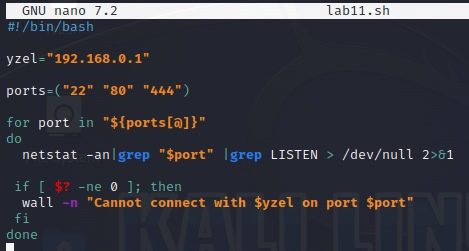 GNU nano 7.2 lab11.sh
#!/bin/bash
yzel="192.168.0.1"
ports=("22" "80" "444")
for port in "${ports[@]}"
do
netstat -an|grep "$port" |grep LISTEN > /dev/null 2>&1
if [ $? -ne 0 ]; then
wall -n "Cannot connect with $yzel on port $port"
fi
done
KALI LIN